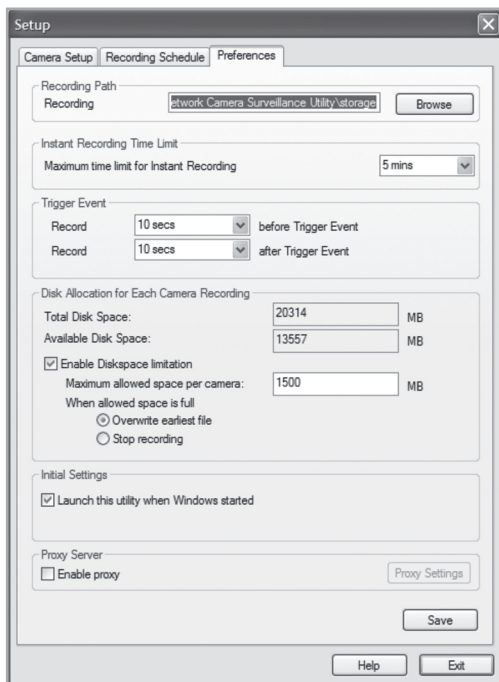 Setup
Camera Setup Recording Schedule Preferences
Recording Path
Recording etwork Camera Surveillance Utility\storage Browse
Instant Recording Time Limit
Maximum time limit for Instant Recording 5 mins
Trigger Event
Record 10 secs before Trigger Event
Record 10 secs after Trigger Event
Disk Allocation for Each Camera Recording
Total Disk Space: 20314 MB
Available Disk Space: 13557 MB
Enable Diskspace limitation
Maximum allowed space per camera: 1500 MB
When allowed space is full
Overwrite earliest file
Stop recording
Initial Settings
Launch this utility when Windows started
Proxy Server
Enable proxy Proxy Settings
Save
Help Exit